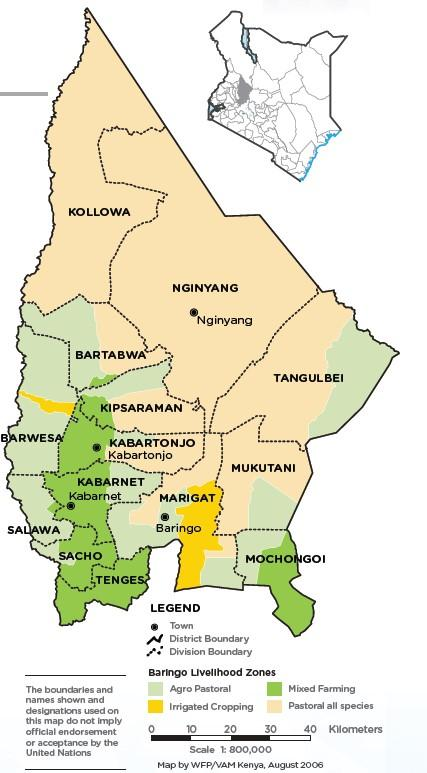 KOLLOWA
NGINYANG
Nginyang
BARTABWA
TANGULBEI
KIPSARAMAN
BARWESA
KABARTONJO
Kabartonjo
MUKUTANI
KABARNET
Kabarnet
MARIGAT
Baringo
SALAWA
SACHO
MOCHONGOI
TENGES
LEGEND
Town
District Boundary
Division Boundary
Baringo Livelihood Zones
Agro Pastoral
Mixed Farming
Irrigated Cropping
Pastoral all species
The boundaries and
names shown and
designations used on
this map do not imply
official endorsement
or acceptance by the
United Nations
0 10 20 30 40 Kilometers
Scale 1: 800,000
Map by WFP/VAM Kenya, August 2006